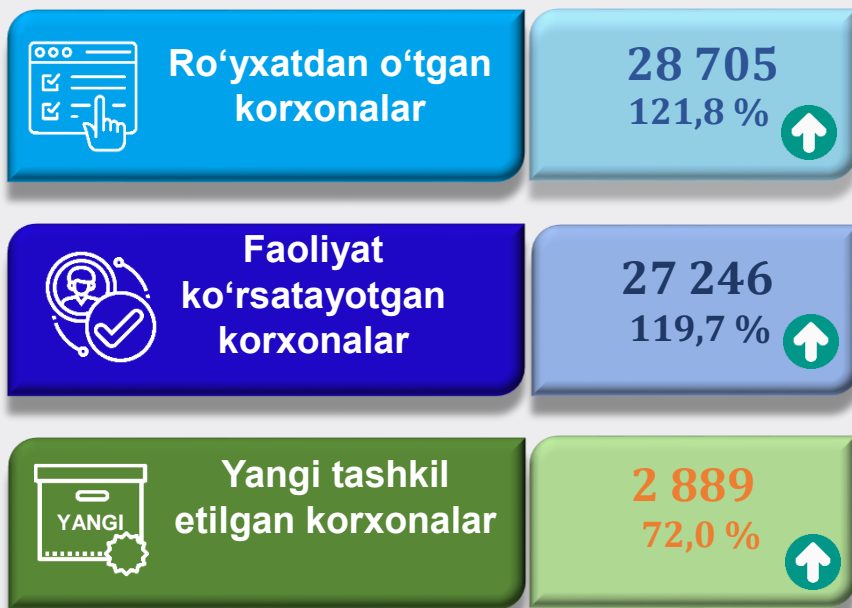 Ro‘yxatdan o‘tgan
korxonalar
28 705
121,8 %
Faoliyat
ko‘rsatayotgan
korxonalar
27 246
119,7 %
YANGI
Yangi tashkil
etilgan korxonalar
2 889
72,0 %